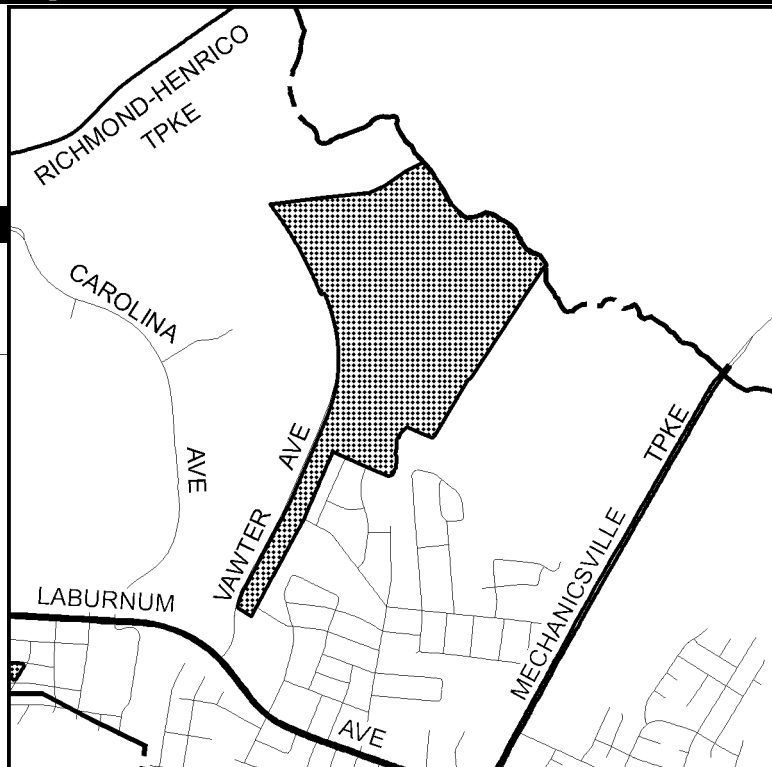 RICHMOND-HENRICO
TPKE
CAROLINA
AVE
AVE
VAWTER
TPKE
MECHANICSVILLE
LABURNUM
AVE